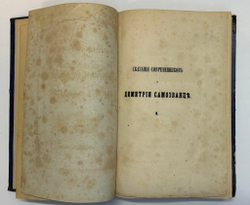 СКАЗАНІЯ СОВРЕМЕННИКОВЪ
О
ДИМИТРІИ САМОЗВАНЦѢ.